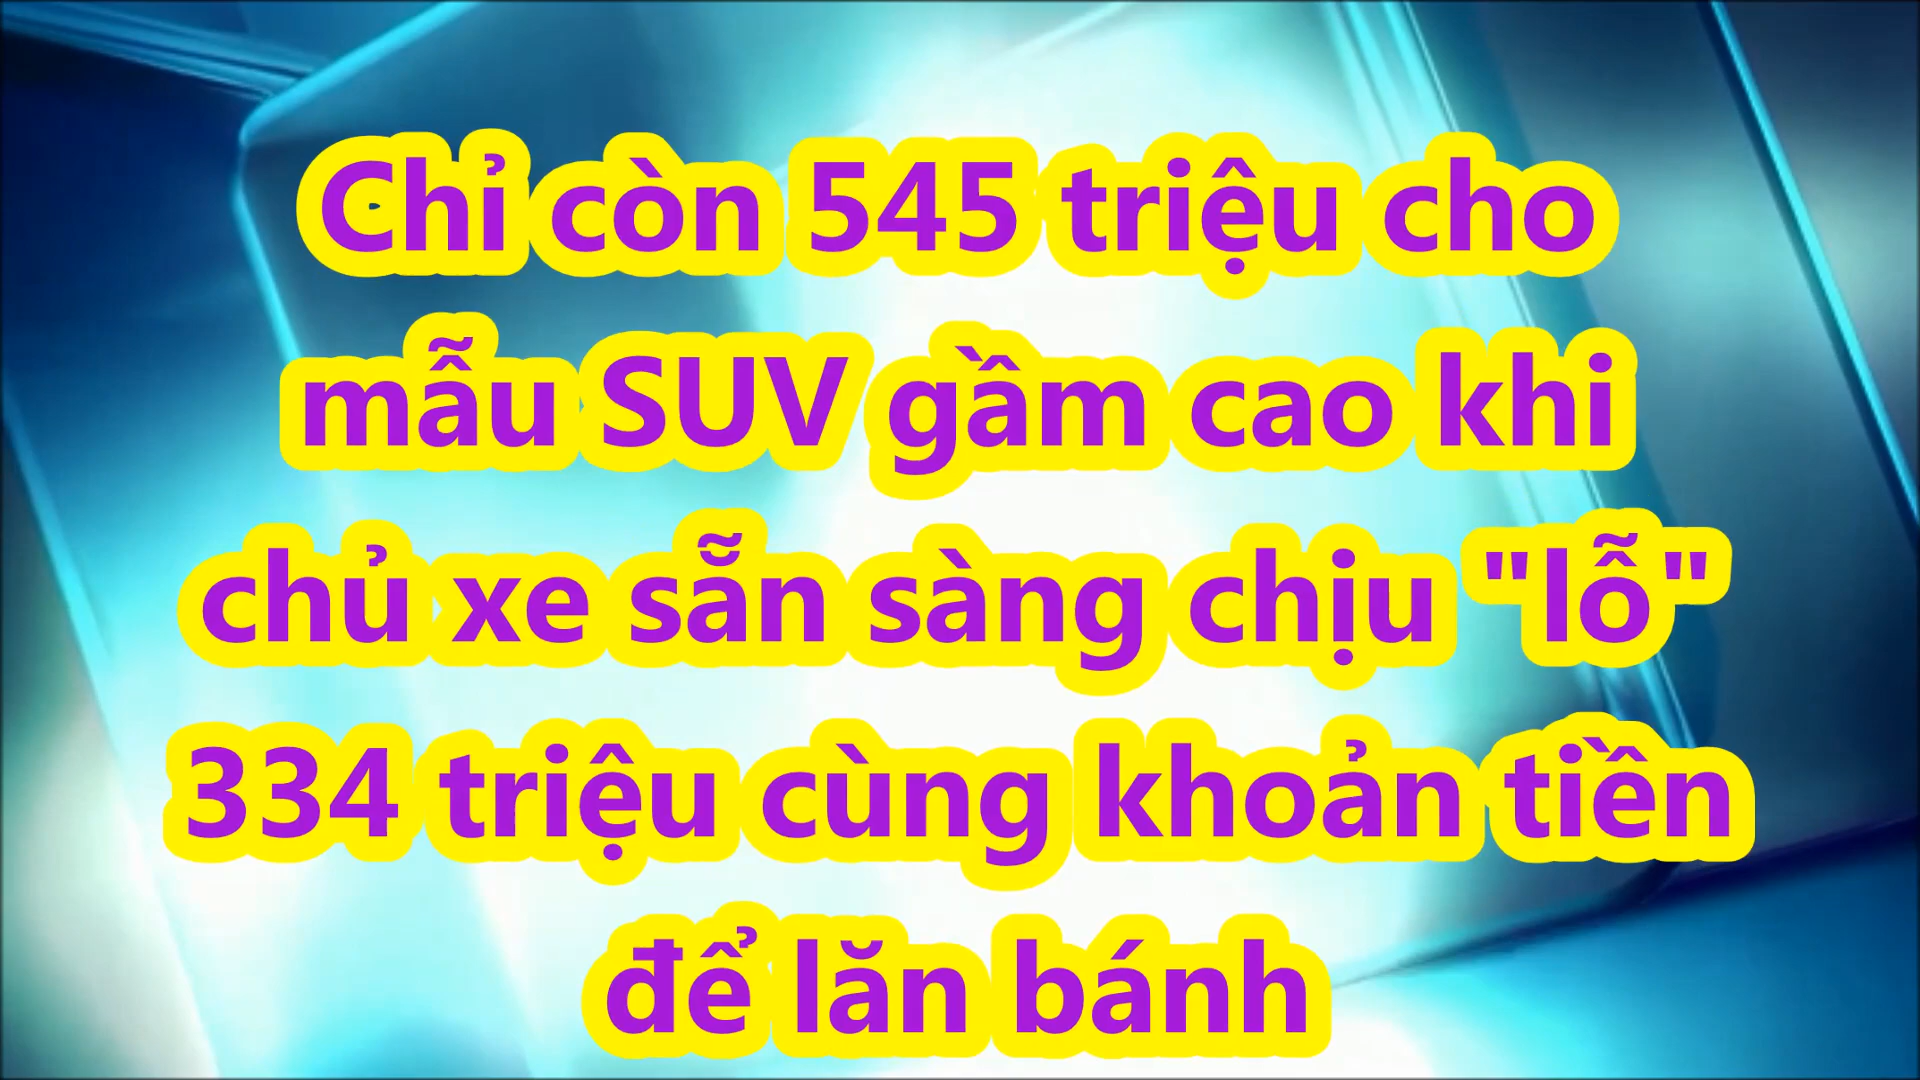 Chỉ còn 545 triệu cho
mẫu SUV gầm cao khi
chủ xe sẵn sàng chịu "lỗ"
334 triệu cùng khoản tiền
để lăn bánh